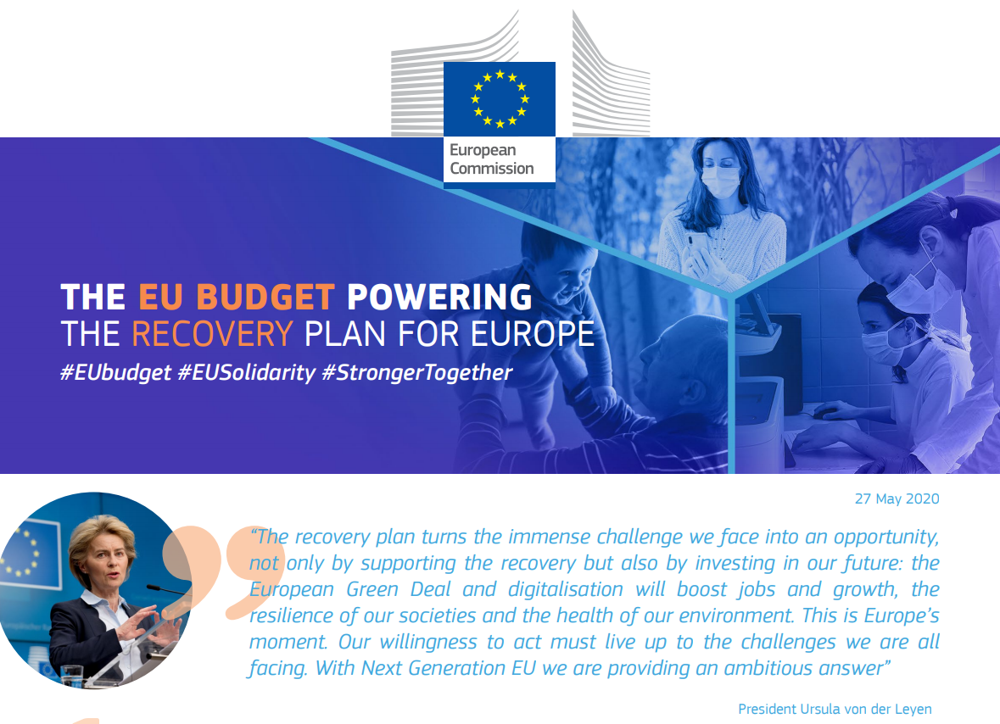 European
Commission
THE EU BUDGET POWERING
THE RECOVERY PLAN FOR EUROPE
#EUbudget #EUSolidarity #StrongerTogether
27 May 2020
“The recovery plan turns the immense challenge we face into an opportunity,
not only by supporting the recovery but also by investing in our future: the
European Green Deal and digitalisation will boost jobs and growth, the
resilience of our societies and the health of our environment. This is Europe’s
moment. Our willingness to act must live up to the challenges we are all
facing. With Next Generation EU we are providing an ambitious answer”
President Ursula von der Leyen